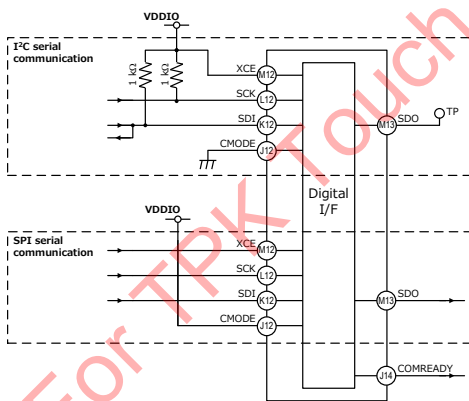 VDDIO
I²C serial
communication
1 kΩ
1 kΩ
XCE
M12
SCK
L12
SDI
K12
CMODE
J12
M13
SDO
TP
Digital
I/F
VDDIO
SPI serial
communication
XCE
M12
SCK
L12
SDI
K12
CMODE
J12
M13
SDO
J14
COMREADY
For TPK Touch